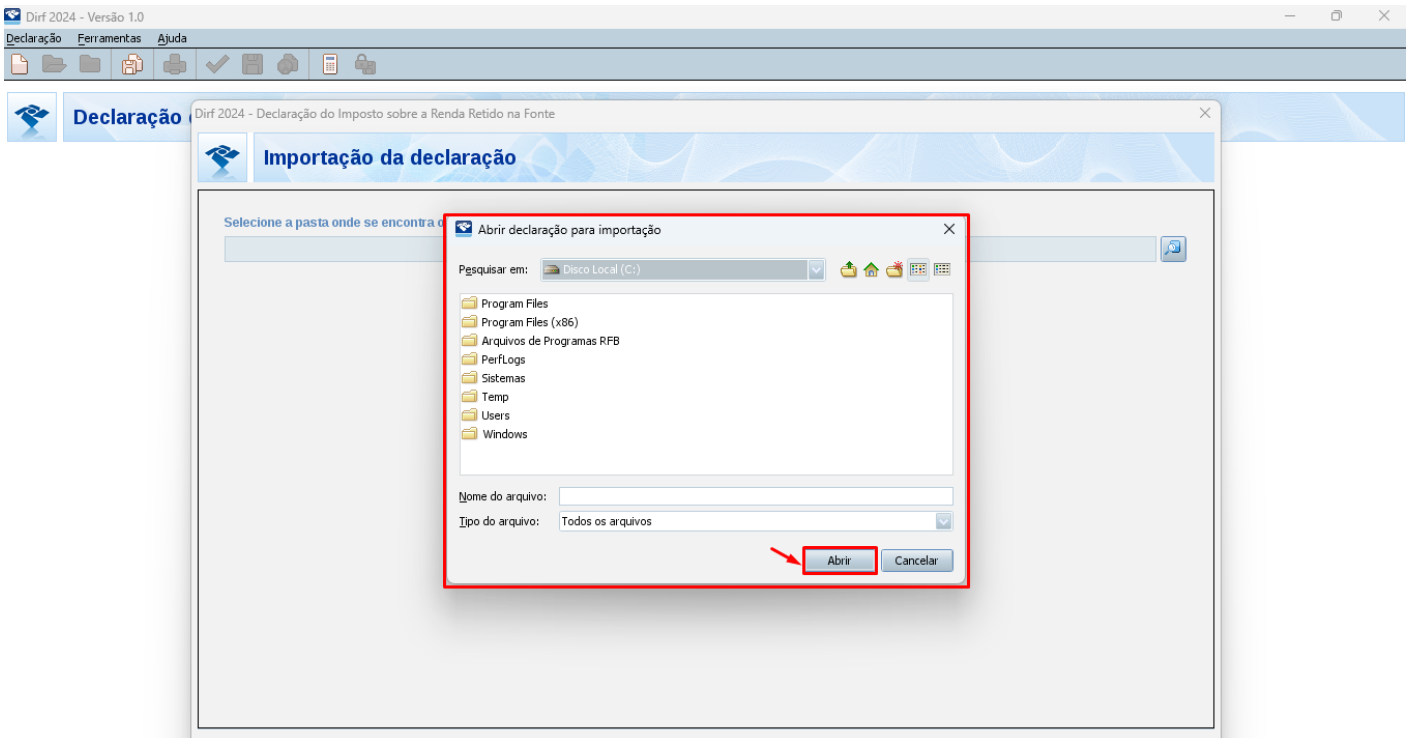 Dirf 2024 - Versão 1.0
Declaração Ferramentas Ajuda
Declaração
Dirf 2024 - Declaração do Imposto sobre a Renda Retido na Fonte
Importação da declaração
Selecione a pasta onde se encontra
Abrir declaração para importação
Pesquisar em: Disco Local (C:)
Program Files
Program Files (x86)
Arquivos de Programas RFB
PerfLogs
Sistemas
Temp
Users
Windows
Nome do arquivo:
Tipo do arquivo: Todos os arquivos
Abrir Cancelar